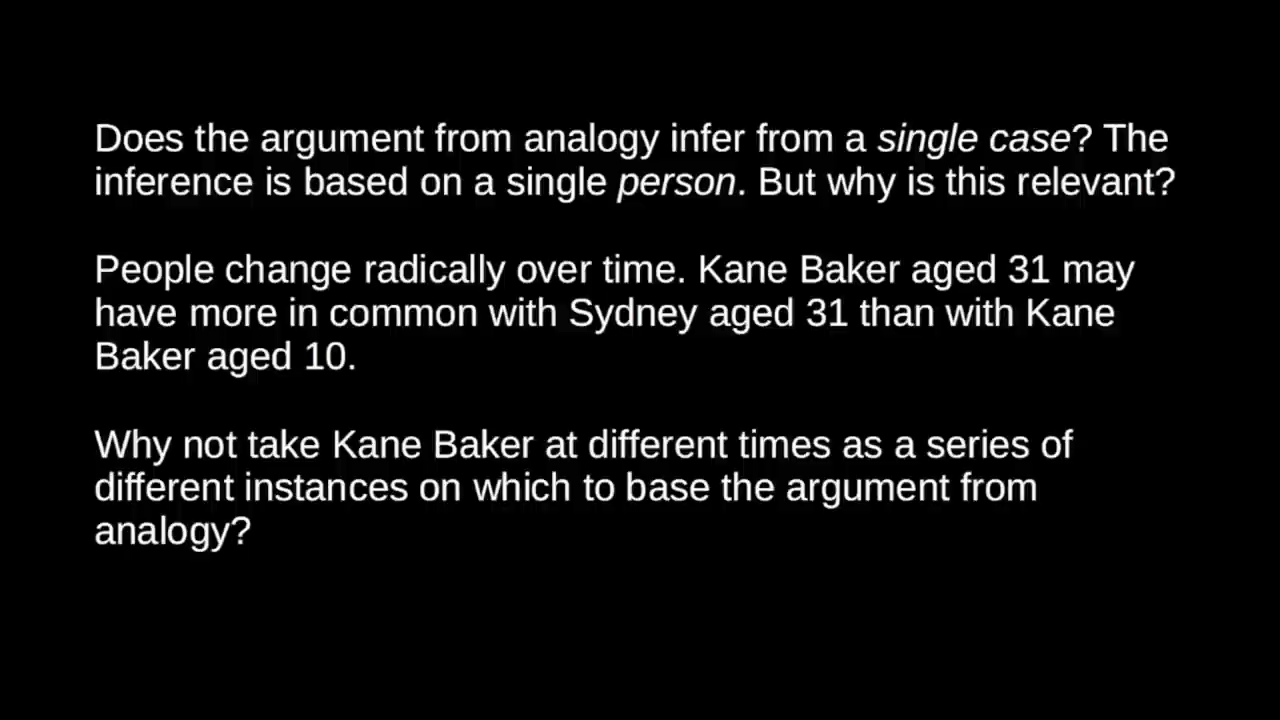 Does the argument from analogy infer from a single case? The
inference is based on a single person. But why is this relevant?
People change radically over time. Kane Baker aged 31 may
have more in common with Sydney aged 31 than with Kane
Baker aged 10.
Why not take Kane Baker at different times as a series of
different instances on which to base the argument from
analogy?